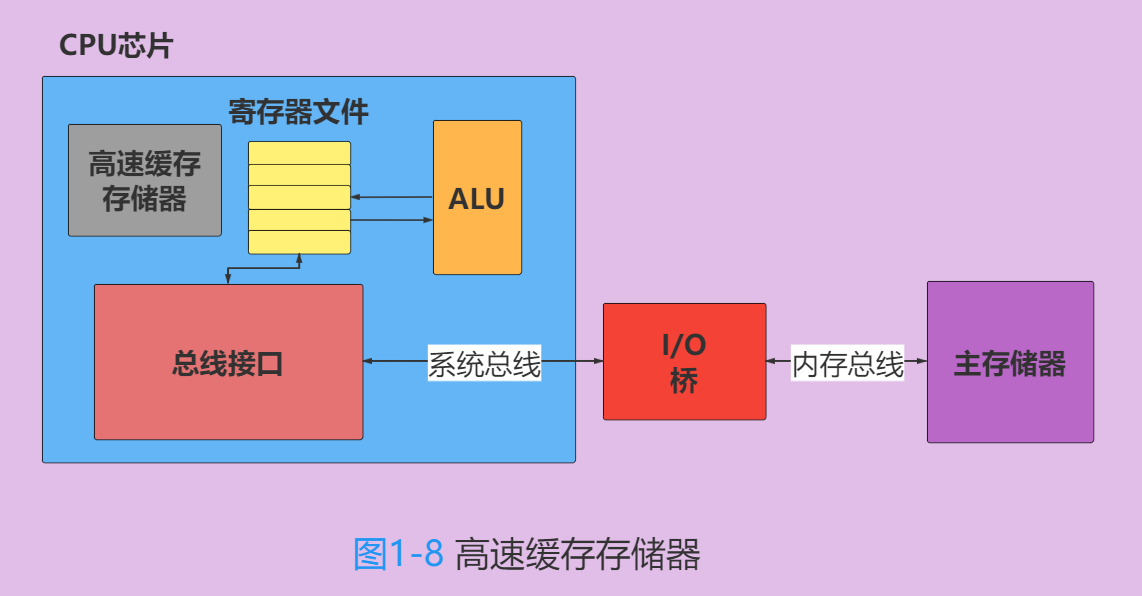 CPU芯片
寄存器文件
高速缓存
存储器
ALU
总线接口
系统总线
I/O
桥
内存总线
主存储器
图1-8 高速缓存存储器